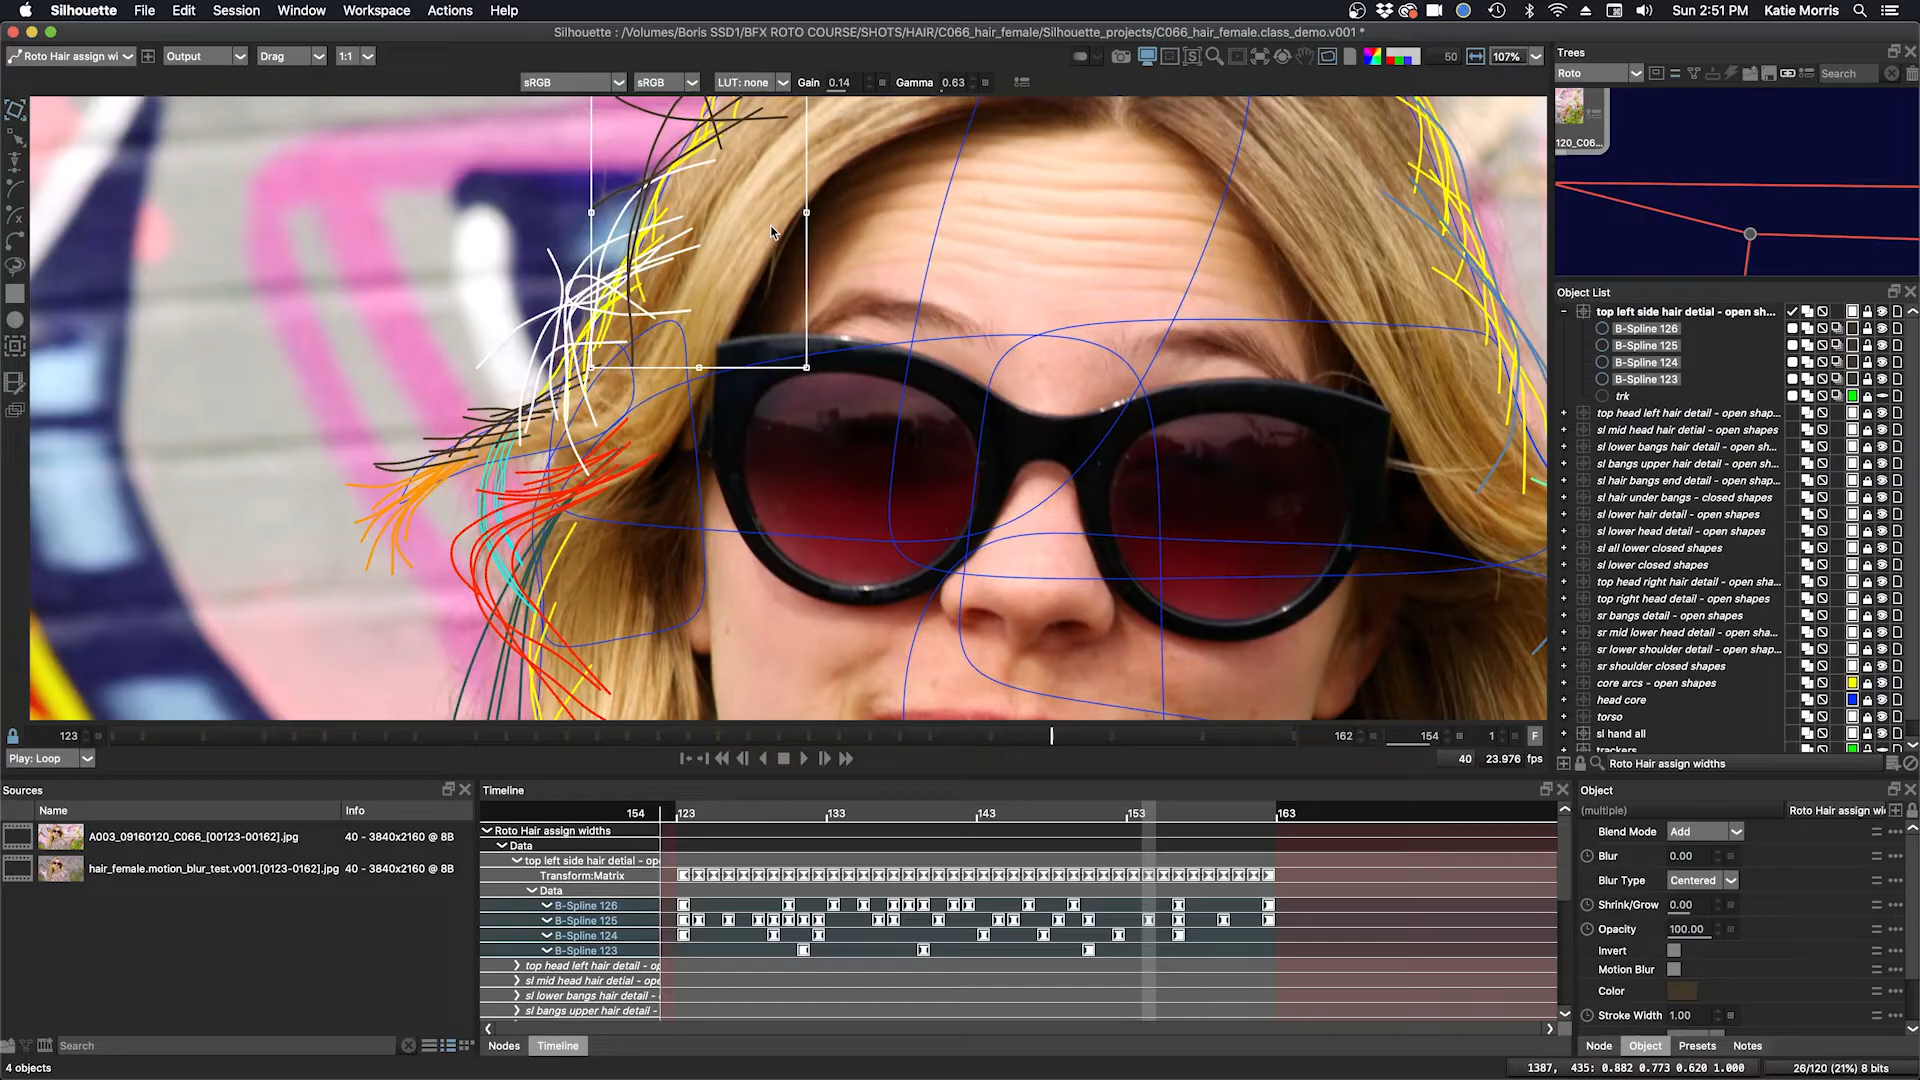 Silhouette File Edit Session Window Workspace Actions Help
Sun 2:51 PM Katie Morris
Silhouette : /Volumes/Boris SSD1/BFX ROTO COURSE/SHOTS/HAIR/C066_hair_female/Silhouette_projects/C066_hair_female.class_demo.v001 *
Roto Hair assign wi Output Drag 1:1 50 107%
sRGB sRGB LUT: none Gain 0.14 Gamma 0.63
Trees
Roto Search
120_C06...
Object List
top left side hair detial - open sh...
B-Spline 126
B-Spline 125
B-Spline 124
B-Spline 123
trk
top head left hair detail - open shap...
sl mid head hair detial - open shapes
sl lower bangs hair detail - open sh...
sl bangs upper hair detail - open sh...
sl hair bangs end detail - open shapes
sl hair under bangs - closed shapes
sl lower hair detail - open shapes
sl lower head detail - open shapes
sl all lower closed shapes
sl lower closed shapes
top head right hair detail - open sha...
top right head detail - open shapes
sr bangs detail - open shapes
sr mid lower head detail - open sha...
sr lower shoulder detail - open shap...
sr shoulder closed shapes
core arcs - open shapes
head core
torso
sl hand all
trackers
Roto Hair assign widths
123 162 154 1 F
Play: Loop 40 23.976 fps
Sources
Name Info
A003_09160120_C066_[00123-00162].jpg 40 - 3840x2160 @ 8B
hair_female.motion_blur_test.v001.[0123-0162].jpg 40 - 3840x2160 @ 8B
Search
4 objects
Timeline
154 123 133 143 153 163
Roto Hair assign widths
Data
top left side hair detial - op
Transform:Matrix
Data
B-Spline 126
B-Spline 125
B-Spline 124
B-Spline 123
top head left hair detail - op
sl mid head hair detial - ope
sl lower bangs hair detail -
sl bangs upper hair detail -
Nodes Timeline
Object
(multiple) Roto Hair assign wi
Blend Mode Add
Blur 0.00
Blur Type Centered
Shrink/Grow 0.00
Opacity 100.00
Invert
Motion Blur
Color
Stroke Width 1.00
Node Object Presets Notes
1387, 435: 0.882 0.773 0.620 1.000 26/120 (21%) 8 bits